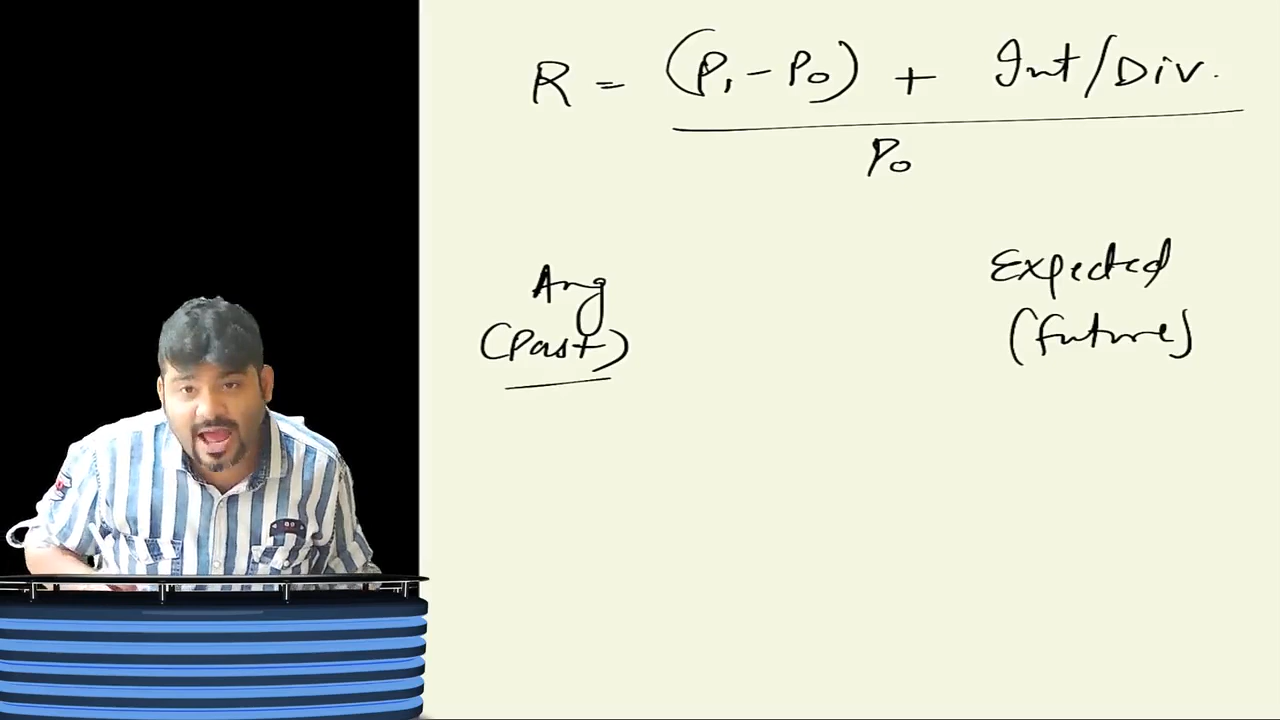 R = (P₁ - P₀) + Int/Div.
P₀
Avg
(Past)
Expected
(future)